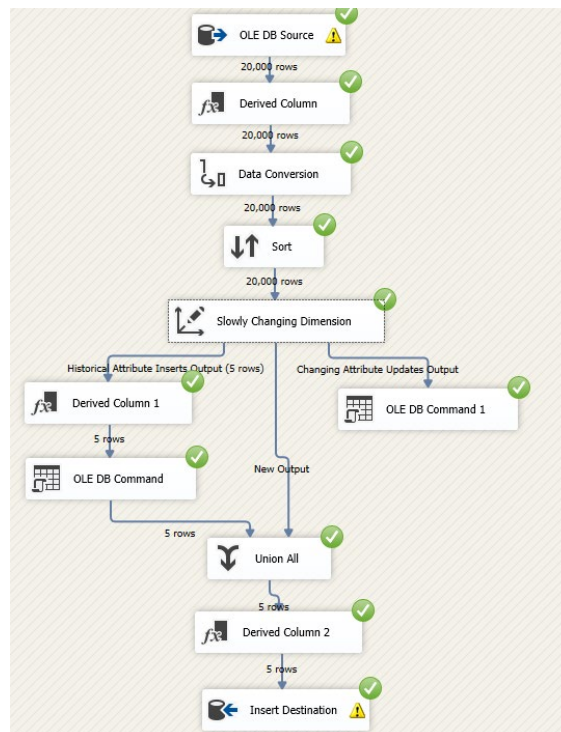 OLE DB Source
20,000 rows
Derived Column
20,000 rows
Data Conversion
20,000 rows
Sort
20,000 rows
Slowly Changing Dimension
Historical Attribute Inserts Output (5 rows)
Changing Attribute Updates Output
Derived Column 1
OLE DB Command 1
5 rows
New Output
OLE DB Command
5 rows
Union All
5 rows
Derived Column 2
5 rows
Insert Destination